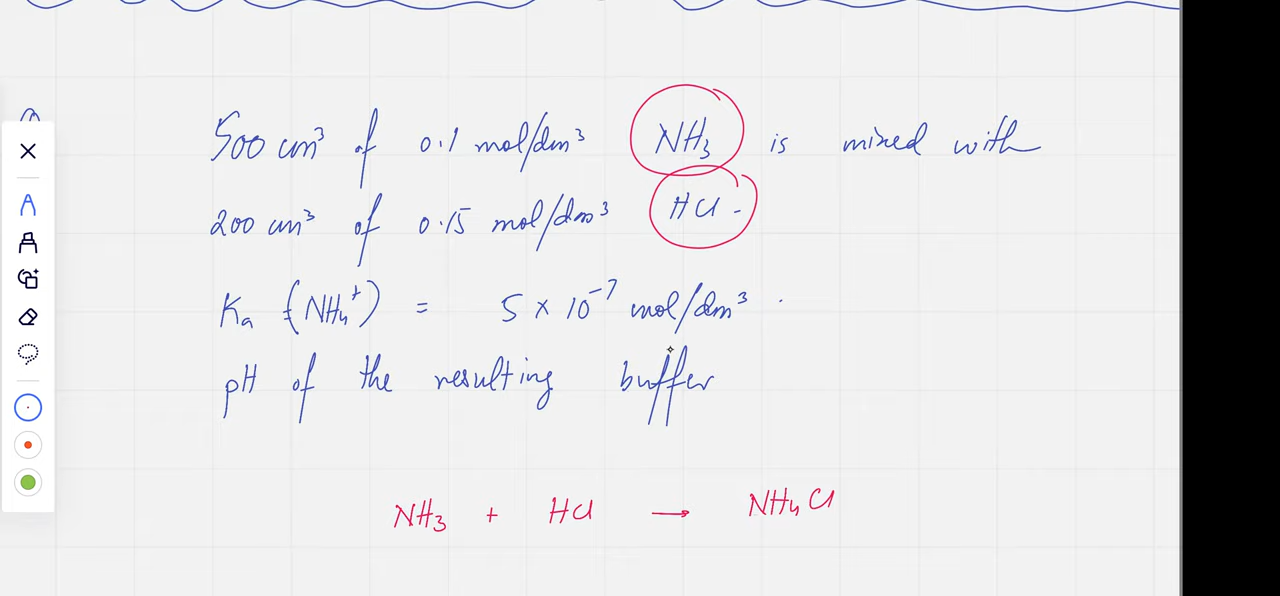 500 cm³ of 0.1 mol/dm³ NH₃ is mixed with
200 cm³ of 0.15 mol/dm³ HCl.
Ka (NH₄⁺) = 5 × 10⁻⁷ mol/dm³.
pH of the resulting buffer
NH₃ + HCl → NH₄Cl